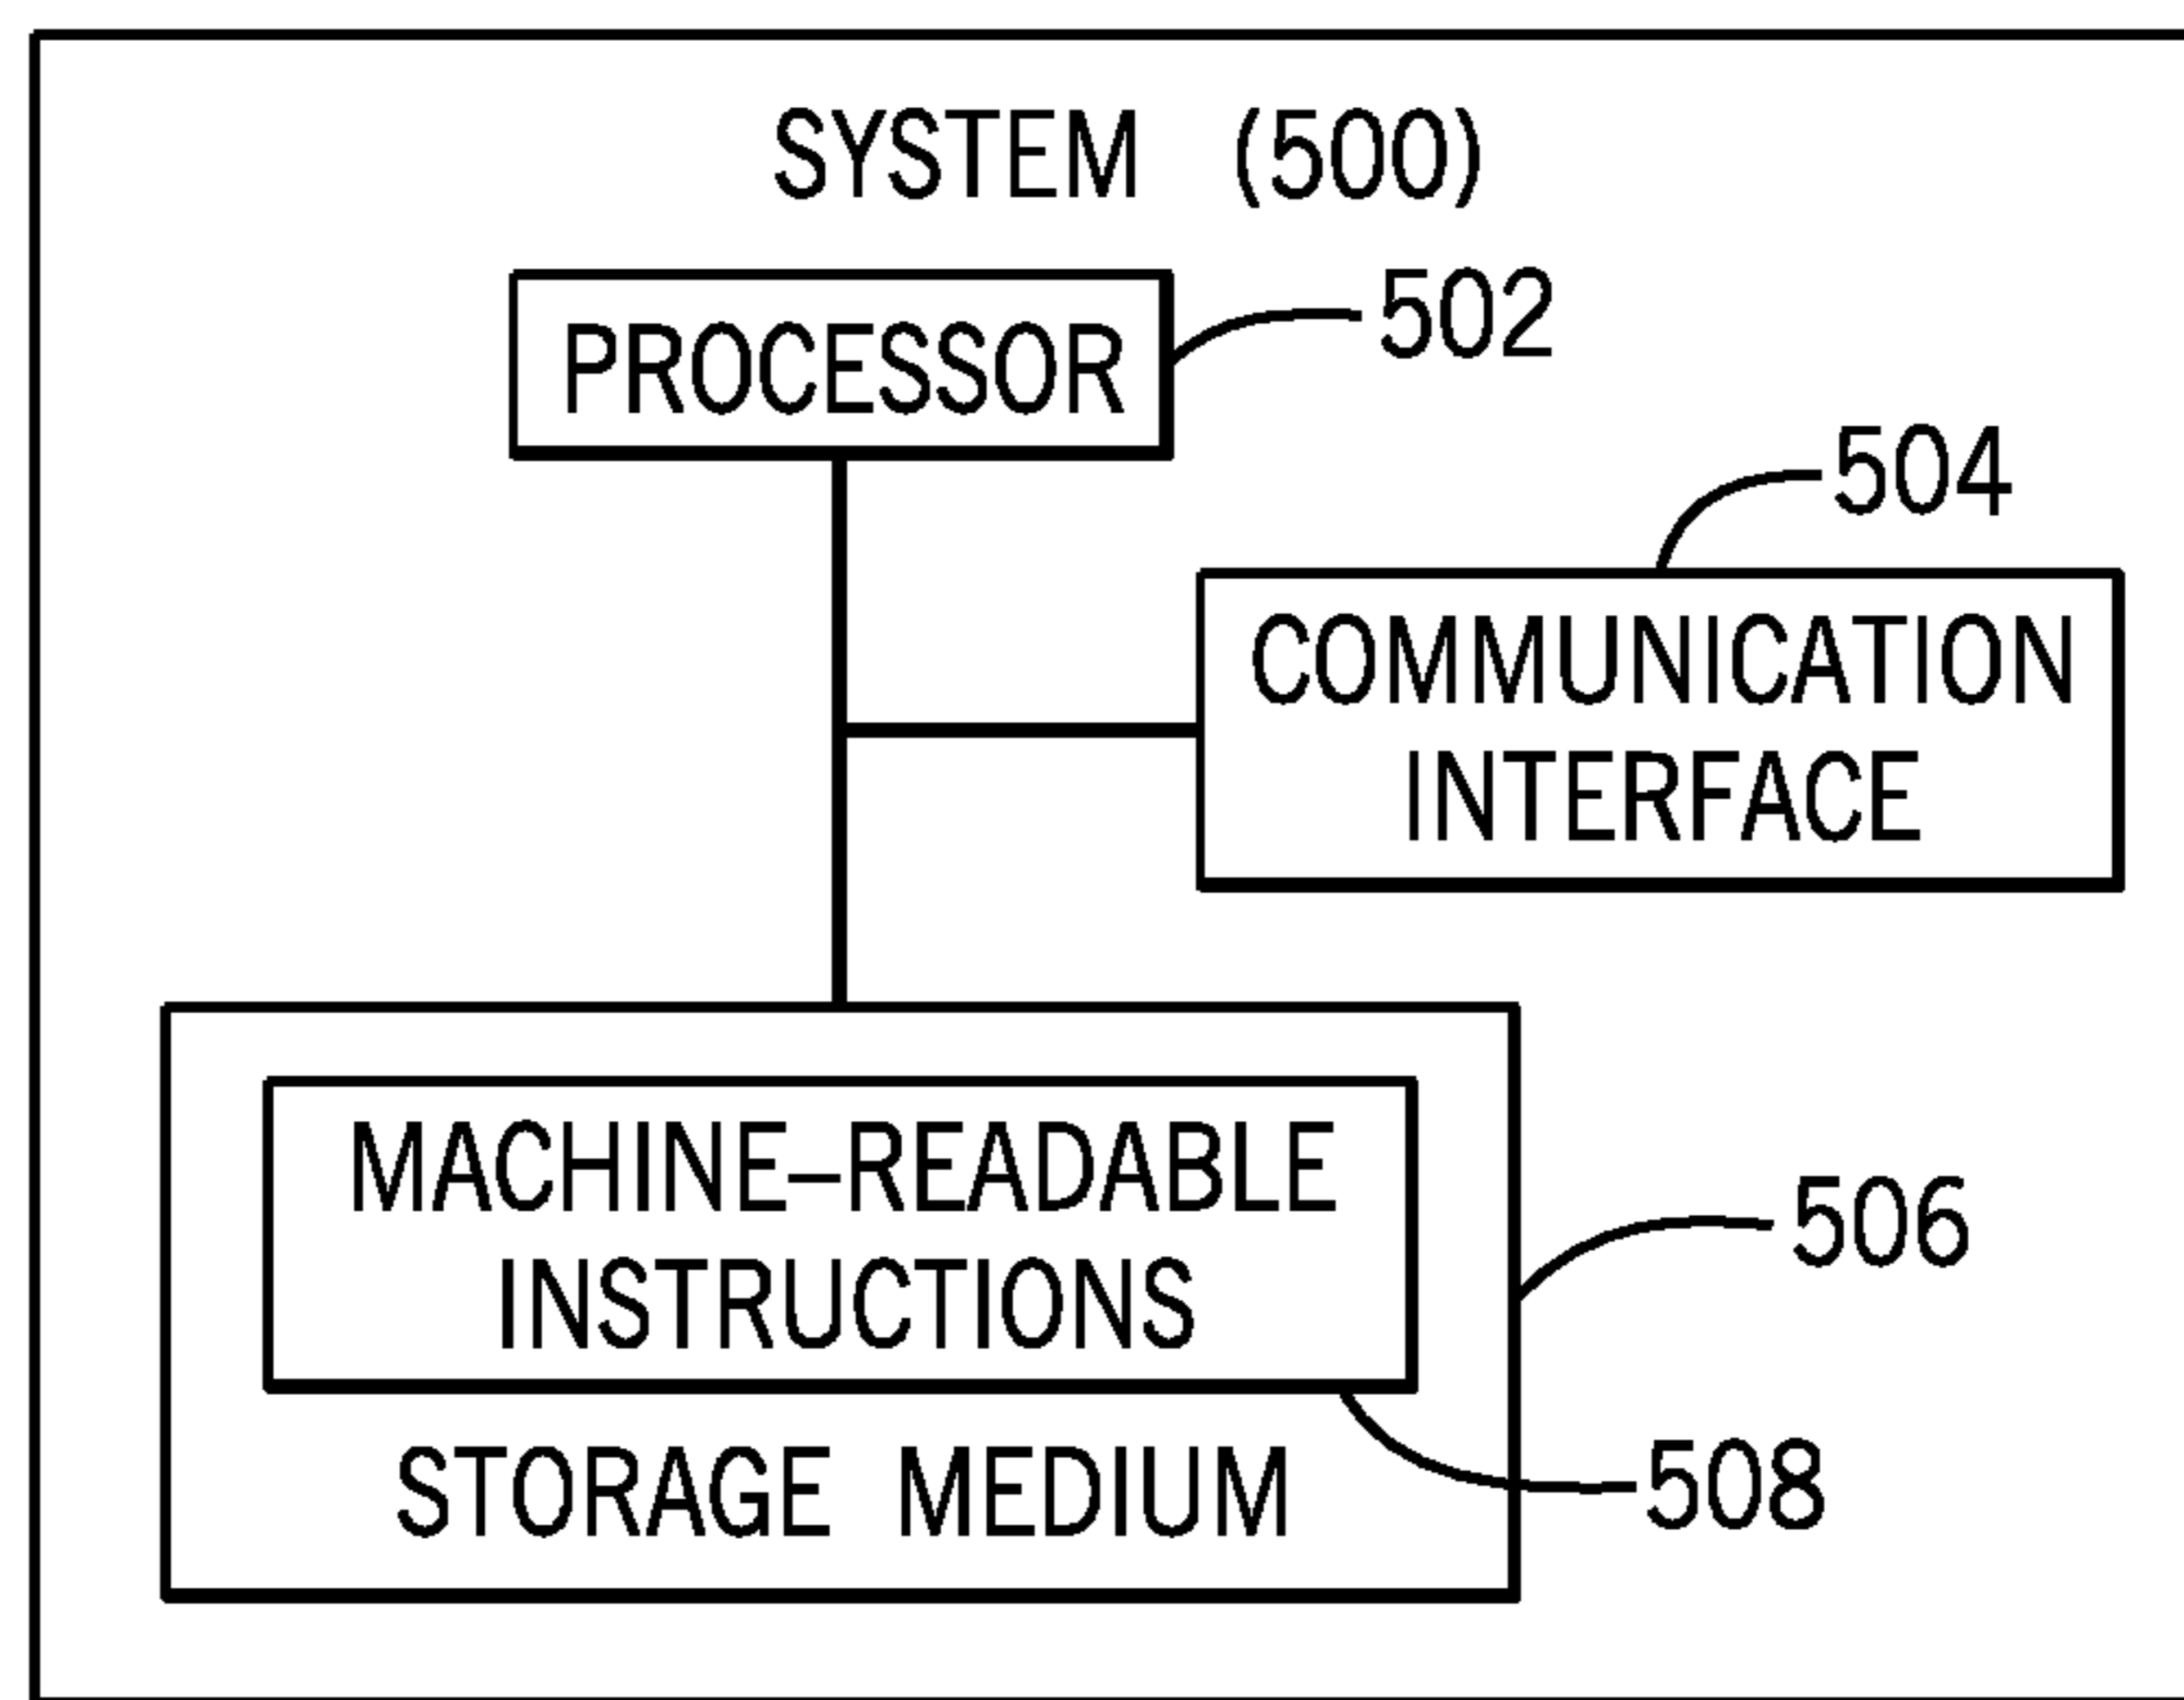 SYSTEM (500)
PROCESSOR
502
504
COMMUNICATION
INTERFACE
MACHINE–READABLE
INSTRUCTIONS
506
STORAGE MEDIUM
508